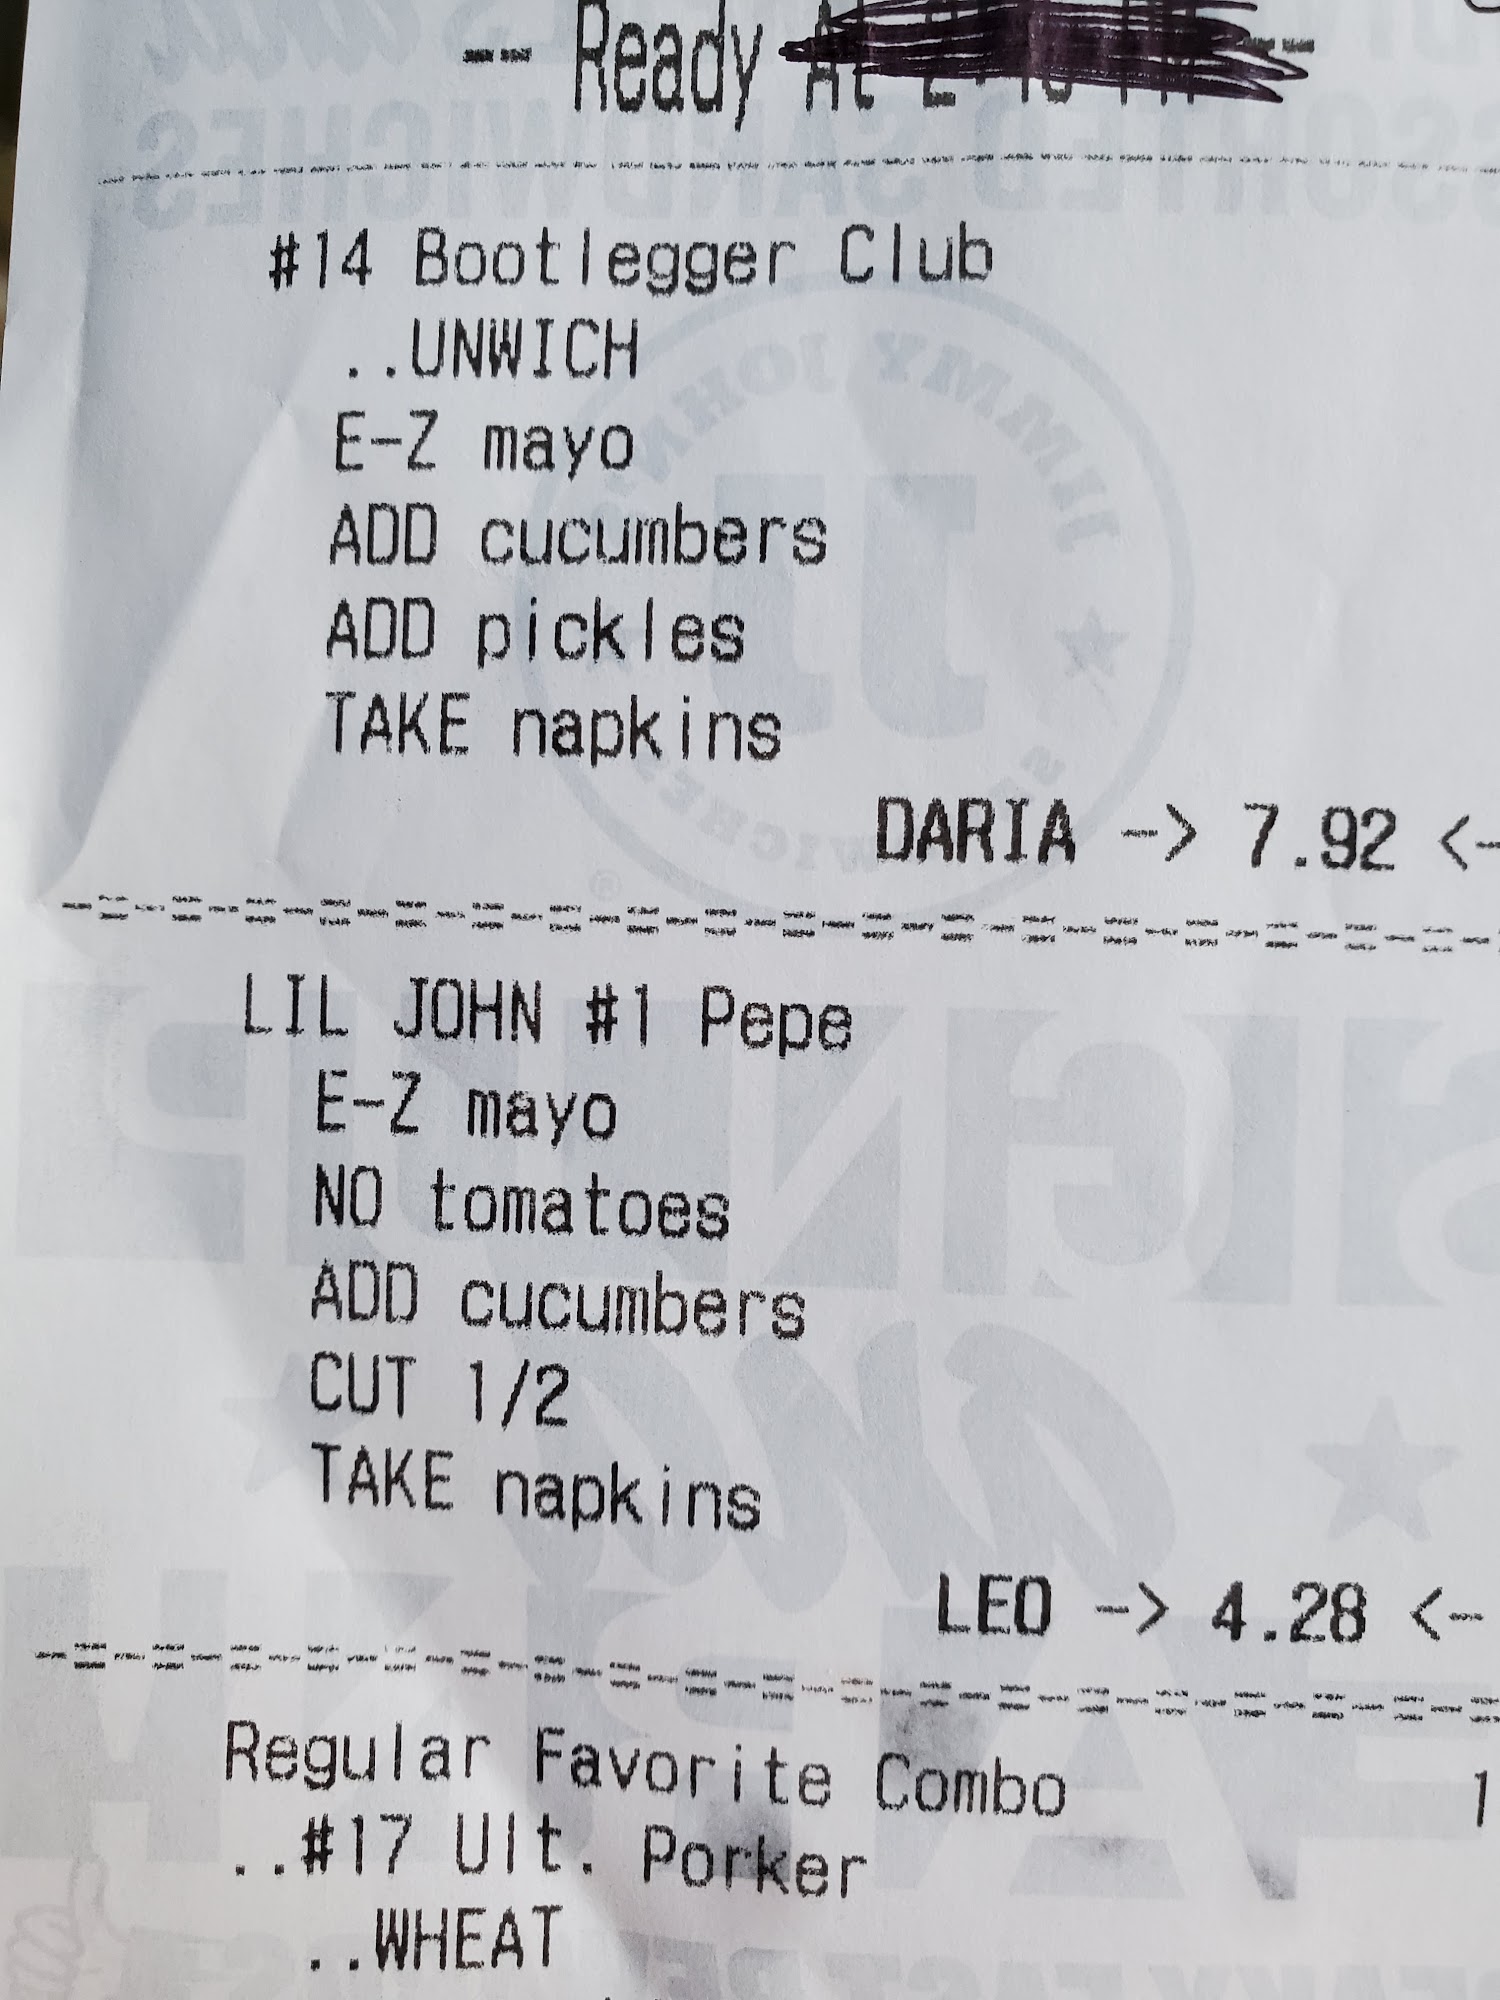 -- Ready At --
#14 Bootlegger Club
..UNWICH
E-Z mayo
ADD cucumbers
ADD pickles
TAKE napkins
DARIA -> 7.92 <-
LIL JOHN #1 Pepe
E-Z mayo
NO tomatoes
ADD cucumbers
CUT 1/2
TAKE napkins
LEO -> 4.28 <-
Regular Favorite Combo 1
..#17 Ult. Porker
..WHEAT